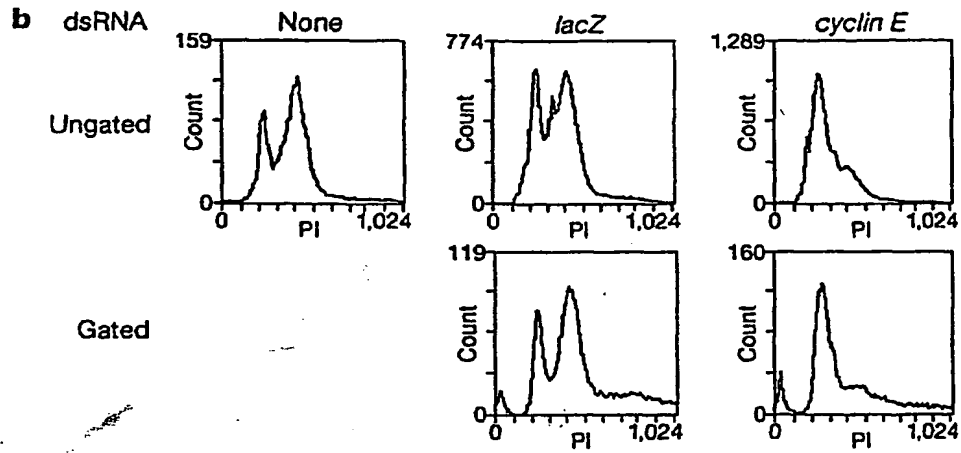 b dsRNA None lacZ cyclin E
159 774 1,289
Ungated Count Count Count
0 0 0
0 1,024 0 1,024 0 1,024
PI PI PI
119 160
Gated Count Count
0 0
0 1,024 0 1,024
PI PI